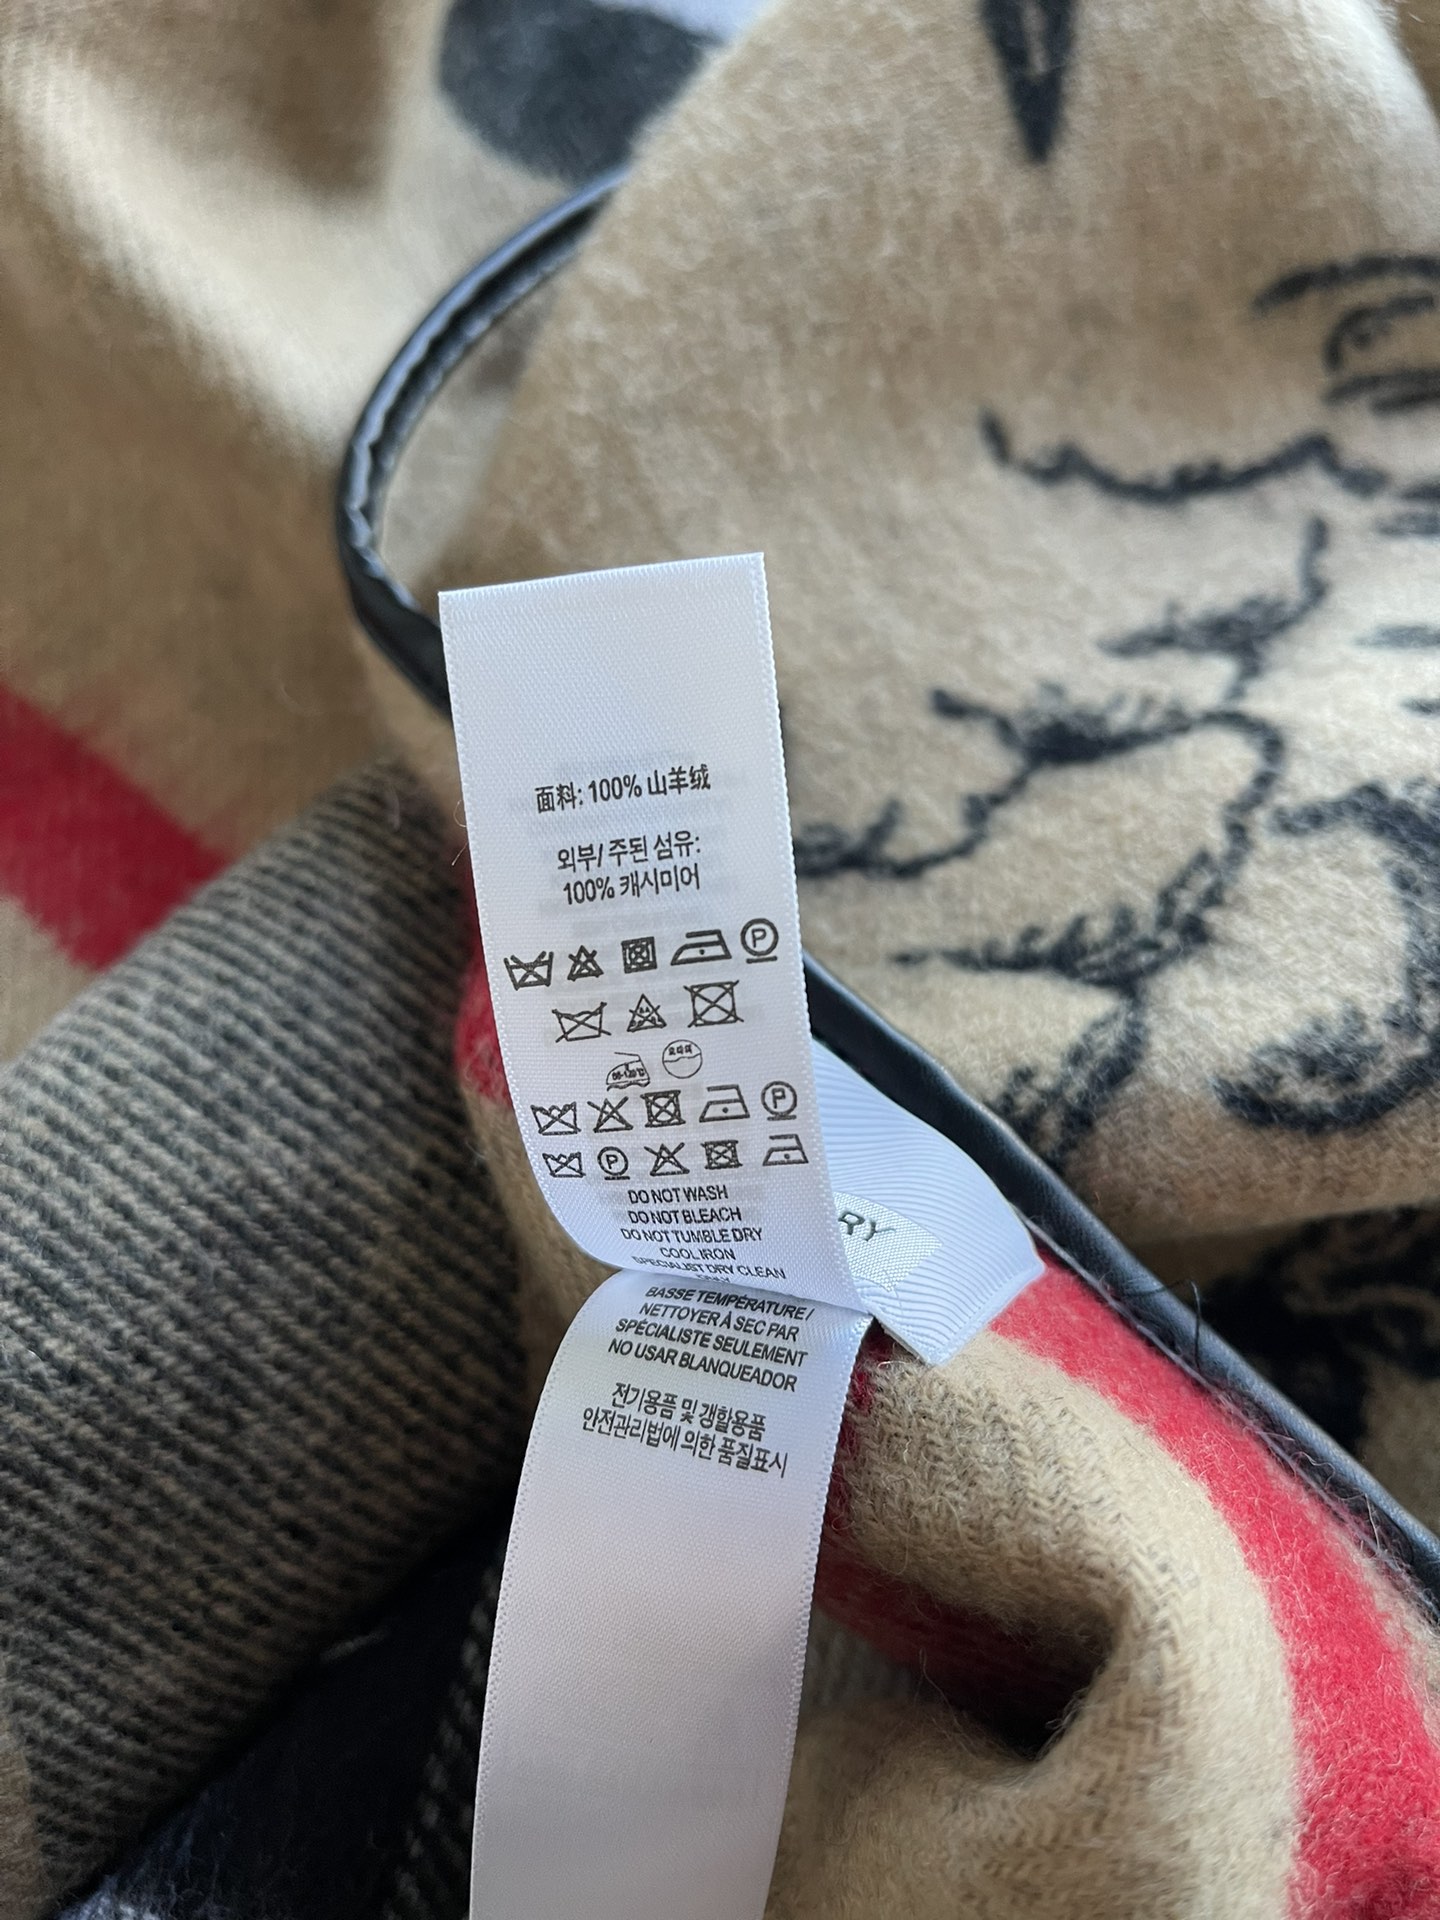 面料: 100% 山羊绒
외부/ 주된 섬유:
100% 캐시미어
P
P
P
DO NOT WASH
DO NOT BLEACH
DO NOT TUMBLE DRY
COOL IRON
SPECIALIST DRY CLEAN
BASSE TEMPÉRATURE /
NETTOYER À SEC PAR
SPÉCIALISTE SEULEMENT
NO USAR BLANQUEADOR
전기용품 및 갱활용품
안전관리법에 의한 품질표시
RY